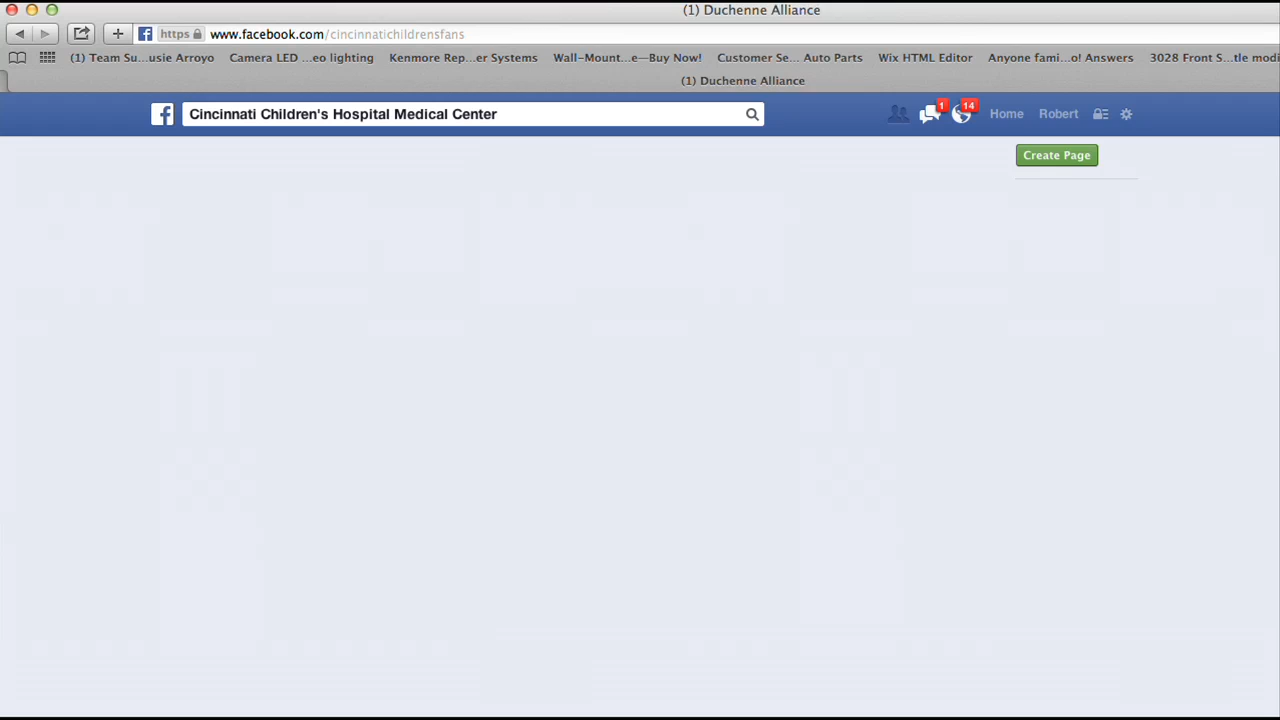 (1) Duchenne Alliance
https www.facebook.com/cincinnatichildrensfans
(1) Team Su...usie Arroyo Camera LED ...eo lighting Kenmore Rep...er Systems Wall-Mount...e—Buy Now! Customer Se... Auto Parts Wix HTML Editor Anyone fami...o! Answers 3028 Front S...tle modi
(1) Duchenne Alliance
Cincinnati Children's Hospital Medical Center 1 14 Home Robert
Create Page